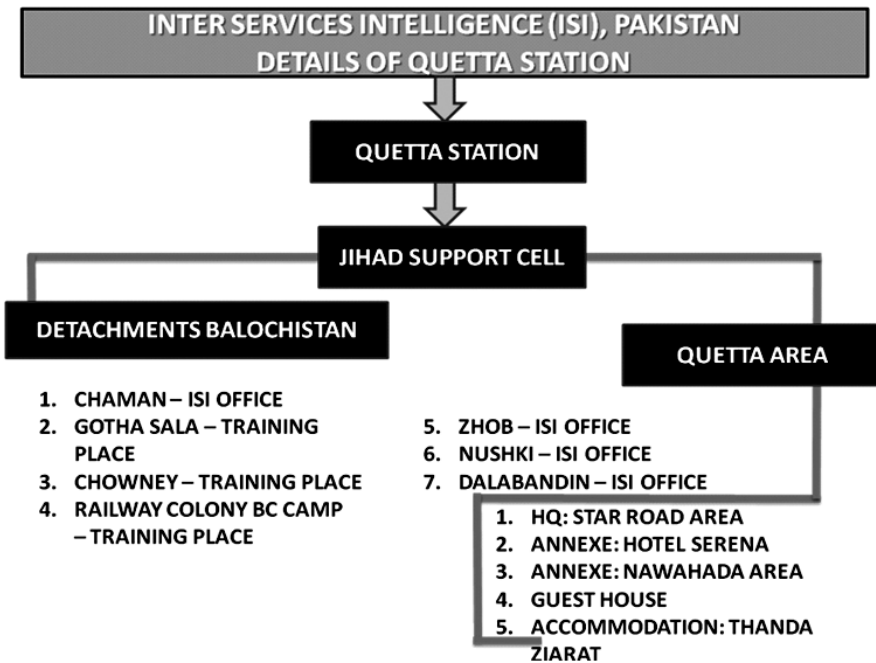 INTER SERVICES INTELLIGENCE (ISI), PAKISTAN
DETAILS OF QUETTA STATION
QUETTA STATION
JIHAD SUPPORT CELL
DETACHMENTS BALOCHISTAN
1. CHAMAN – ISI OFFICE
2. GOTHA SALA – TRAINING
PLACE
3. CHOWNEY – TRAINING PLACE
4. RAILWAY COLONY BC CAMP
– TRAINING PLACE
5. ZHOB – ISI OFFICE
6. NUSHKI – ISI OFFICE
7. DALABANDIN – ISI OFFICE
QUETTA AREA
1. HQ: STAR ROAD AREA
2. ANNEXE: HOTEL SERENA
3. ANNEXE: NAWAHADA AREA
4. GUEST HOUSE
5. ACCOMMODATION: THANDA
ZIARAT